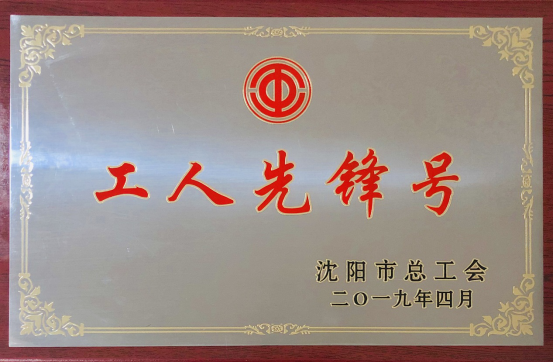 工人先锋号
沈阳市总工会
二〇一九年四月